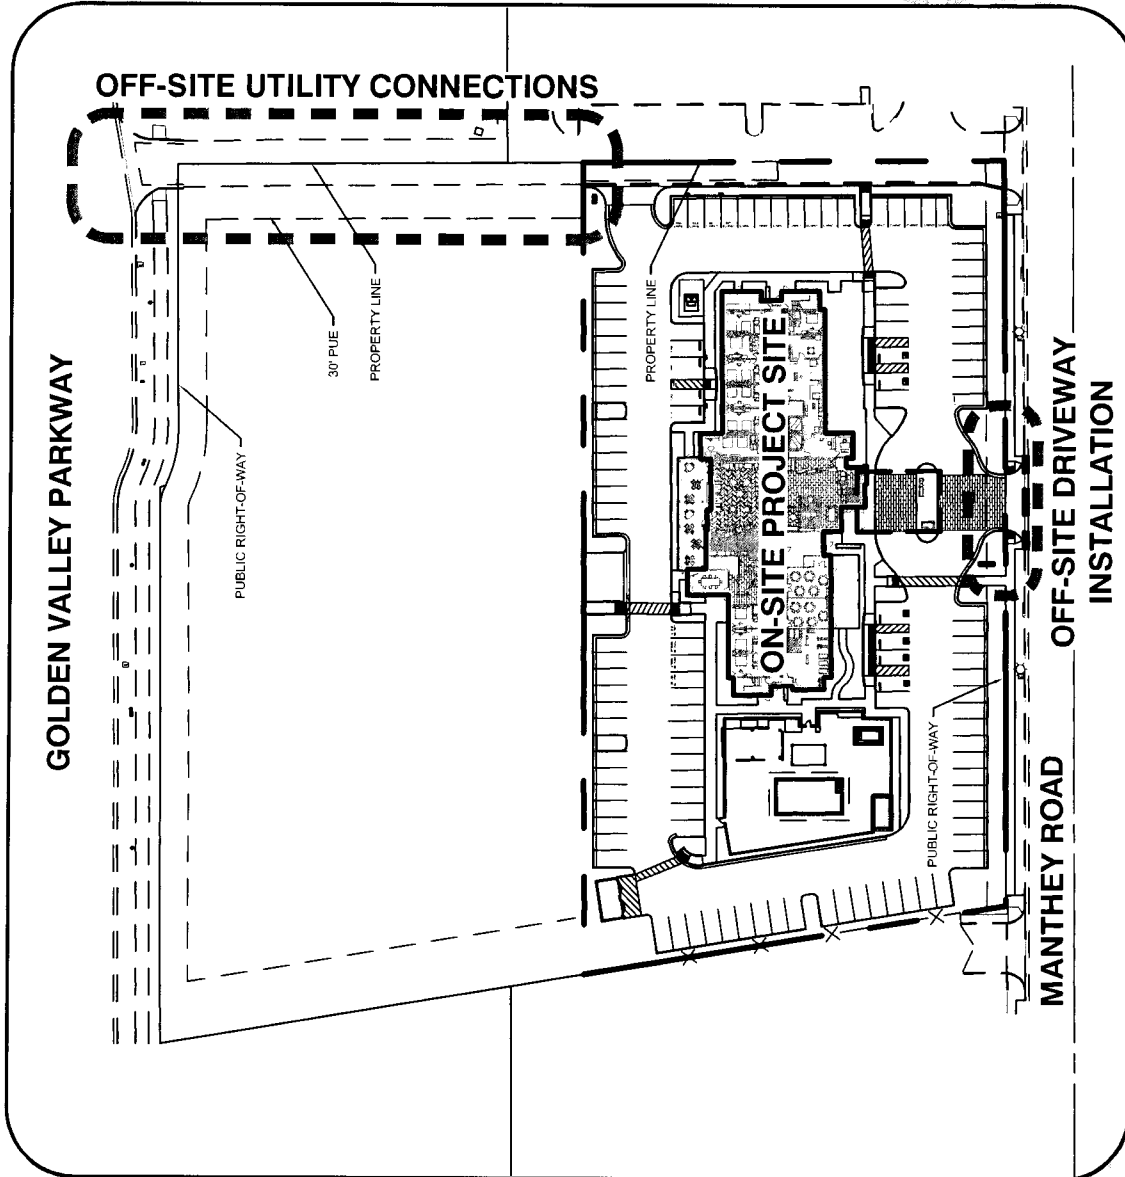 OFF-SITE UTILITY CONNECTIONS
GOLDEN VALLEY PARKWAY
PUBLIC RIGHT-OF-WAY
30' PUE
PROPERTY LINE
PROPERTY LINE
ON-SITE PROJECT SITE
PUBLIC RIGHT-OF-WAY
OFF-SITE DRIVEWAY
INSTALLATION
MANTHEY ROAD